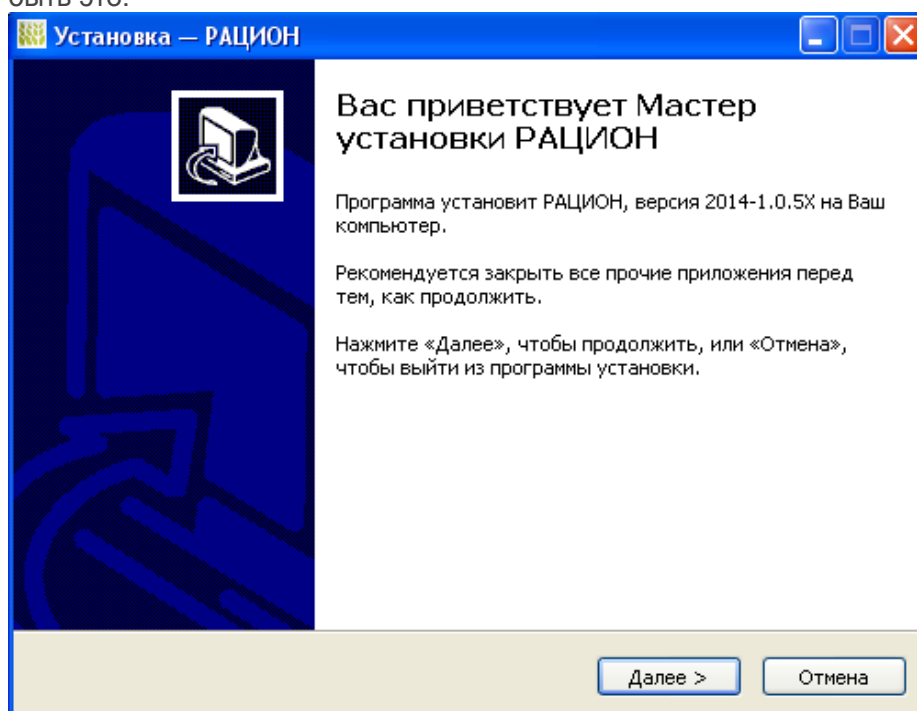 быть это.
Установка — РАЦИОН
Вас приветствует Мастер
установки РАЦИОН
Программа установит РАЦИОН, версия 2014-1.0.5X на Ваш
компьютер.
Рекомендуется закрыть все прочие приложения перед
тем, как продолжить.
Нажмите «Далее», чтобы продолжить, или «Отмена»,
чтобы выйти из программы установки.
Далее >
Отмена